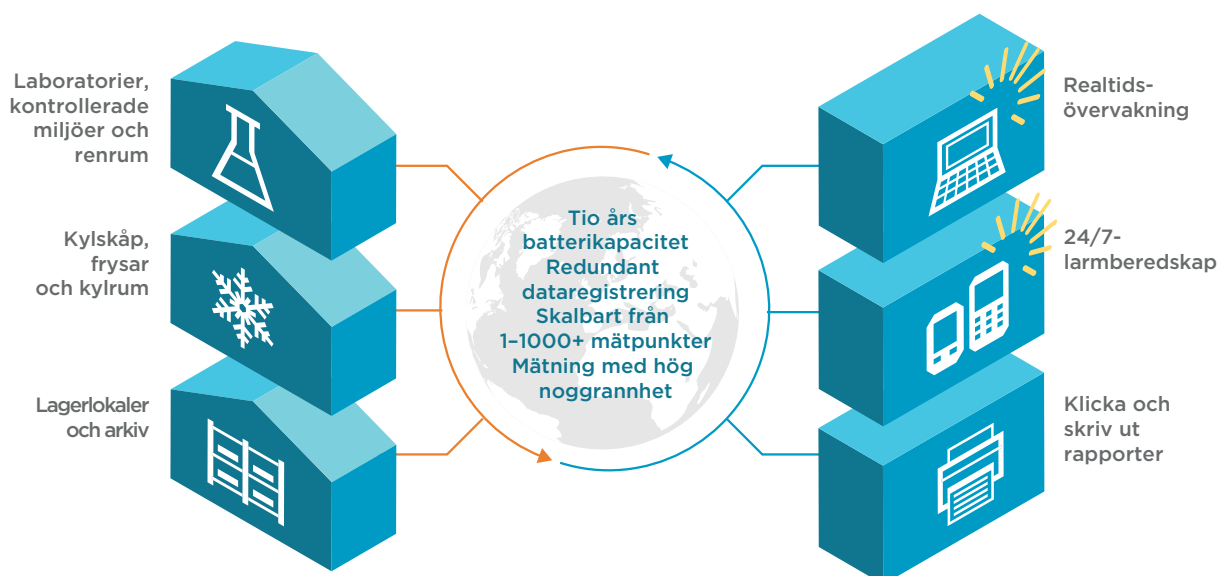 Laboratorier,
kontrollerade
miljöer och
renrum
Kylskåp,
frysar
och kylrum
Lagerlokaler
och arkiv
Tio års
batterikapacitet
Redundant
dataregistrering
Skalbart från
1–1000+ mätpunkter
Mätning med hög
noggrannhet
Realtids-
övervakning
24/7-
larmberedskap
Klicka och
skriv ut
rapporter